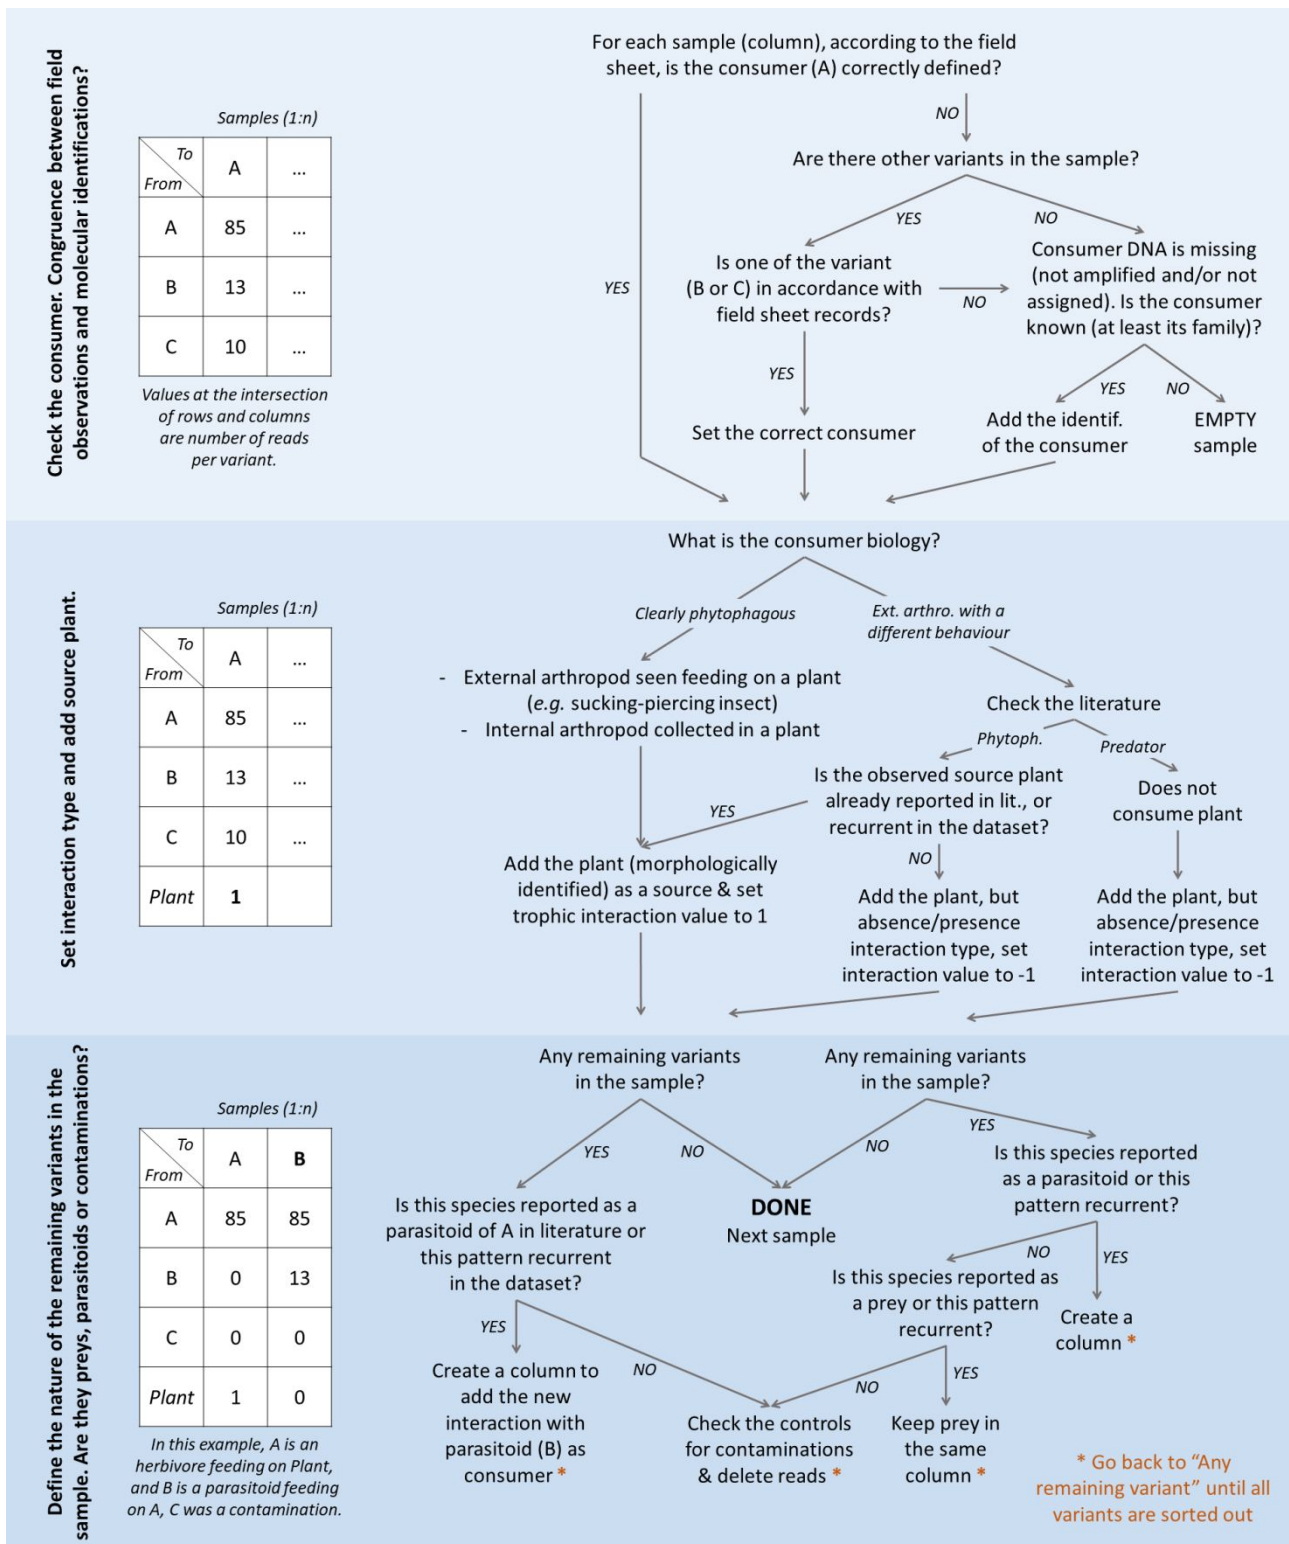 Check the consumer. Congruence between field
observations and molecular identifications?
Samples (1:n)
To
From
A
...
A
85
...
B
13
...
C
10
...
Values at the intersection
of rows and columns
are number of reads
per variant.
For each sample (column), according to the field
sheet, is the consumer (A) correctly defined?
NO
YES
Are there other variants in the sample?
YES
NO
Is one of the variant
(B or C) in accordance with
field sheet records?
NO
Consumer DNA is missing
(not amplified and/or not
assigned). Is the consumer
known (at least its family)?
YES
YES
NO
Set the correct consumer
Add the identif.
of the consumer
EMPTY
sample
Set interaction type and add source plant.
Samples (1:n)
To
From
A
...
A
85
...
B
13
...
C
10
...
Plant
1
What is the consumer biology?
Clearly phytophagous
Ext. arthro. with a
different behaviour
- External arthropod seen feeding on a plant
(e.g. sucking-piercing insect)
- Internal arthropod collected in a plant
Check the literature
Phytoph.
Predator
Is the observed source plant
already reported in lit., or
recurrent in the dataset?
Does not
consume plant
YES
NO
Add the plant (morphologically
identified) as a source & set
trophic interaction value to 1
Add the plant, but
absence/presence
interaction type, set
interaction value to -1
Add the plant, but
absence/presence
interaction type, set
interaction value to -1
Define the nature of the remaining variants in the
sample. Are they preys, parasitoids or contaminations?
Samples (1:n)
To
From
A
B
A
85
85
B
0
13
C
0
0
Plant
1
0
In this example, A is an
herbivore feeding on Plant,
and B is a parasitoid feeding
on A, C was a contamination.
Any remaining variants
in the sample?
Any remaining variants
in the sample?
YES
NO
NO
YES
Is this species reported as a
parasitoid of A in literature or
this pattern recurrent
in the dataset?
DONE
Next sample
Is this species reported
as a parasitoid or this
pattern recurrent?
NO
YES
Is this species reported as
a prey or this pattern
recurrent?
Create a
column *
YES
NO
NO
YES
Create a column to
add the new
interaction with
parasitoid (B) as
consumer *
Check the controls
for contaminations
& delete reads *
Keep prey in
the same
column *
* Go back to “Any
remaining variant” until all
variants are sorted out